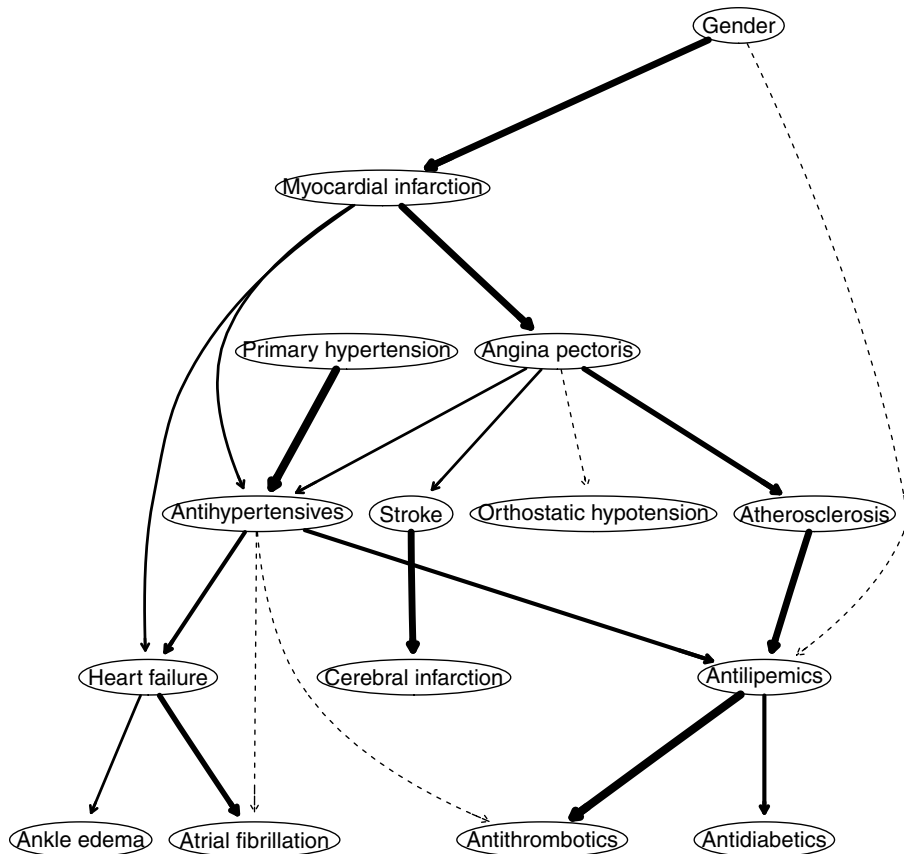 Gender
Myocardial infarction
Primary hypertension
Angina pectoris
Antihypertensives
Stroke
Orthostatic hypotension
Atherosclerosis
Heart failure
Cerebral infarction
Antilipemics
Ankle edema
Atrial fibrillation
Antithrombotics
Antidiabetics